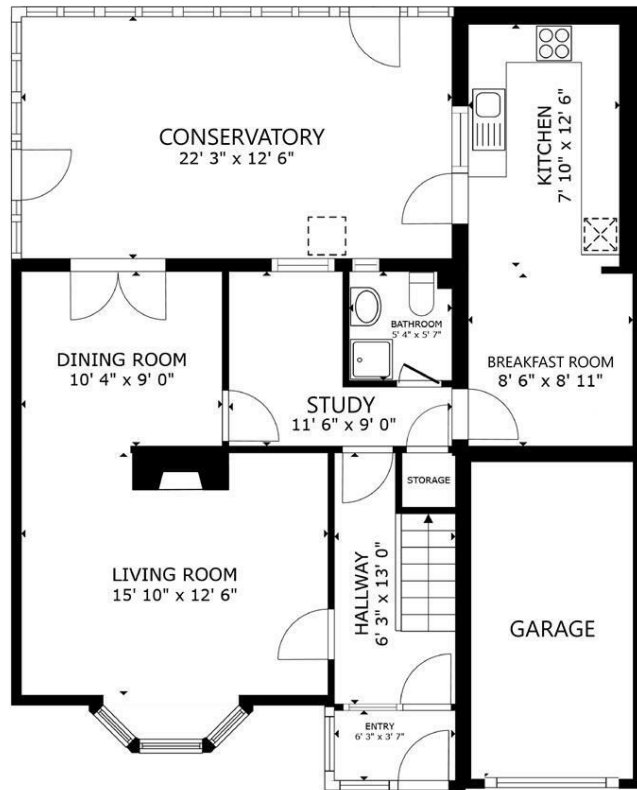 CONSERVATORY
22' 3" x 12' 6"
KITCHEN
7' 10" x 12' 6"
BATHROOM
5' 4" x 5' 7"
DINING ROOM
10' 4" x 9' 0"
STUDY
11' 6" x 9' 0"
BREAKFAST ROOM
8' 6" x 8' 11"
STORAGE
LIVING ROOM
15' 10" x 12' 6"
HALLWAY
6' 3" x 13' 0"
GARAGE
ENTRY
6' 3" x 3' 7"